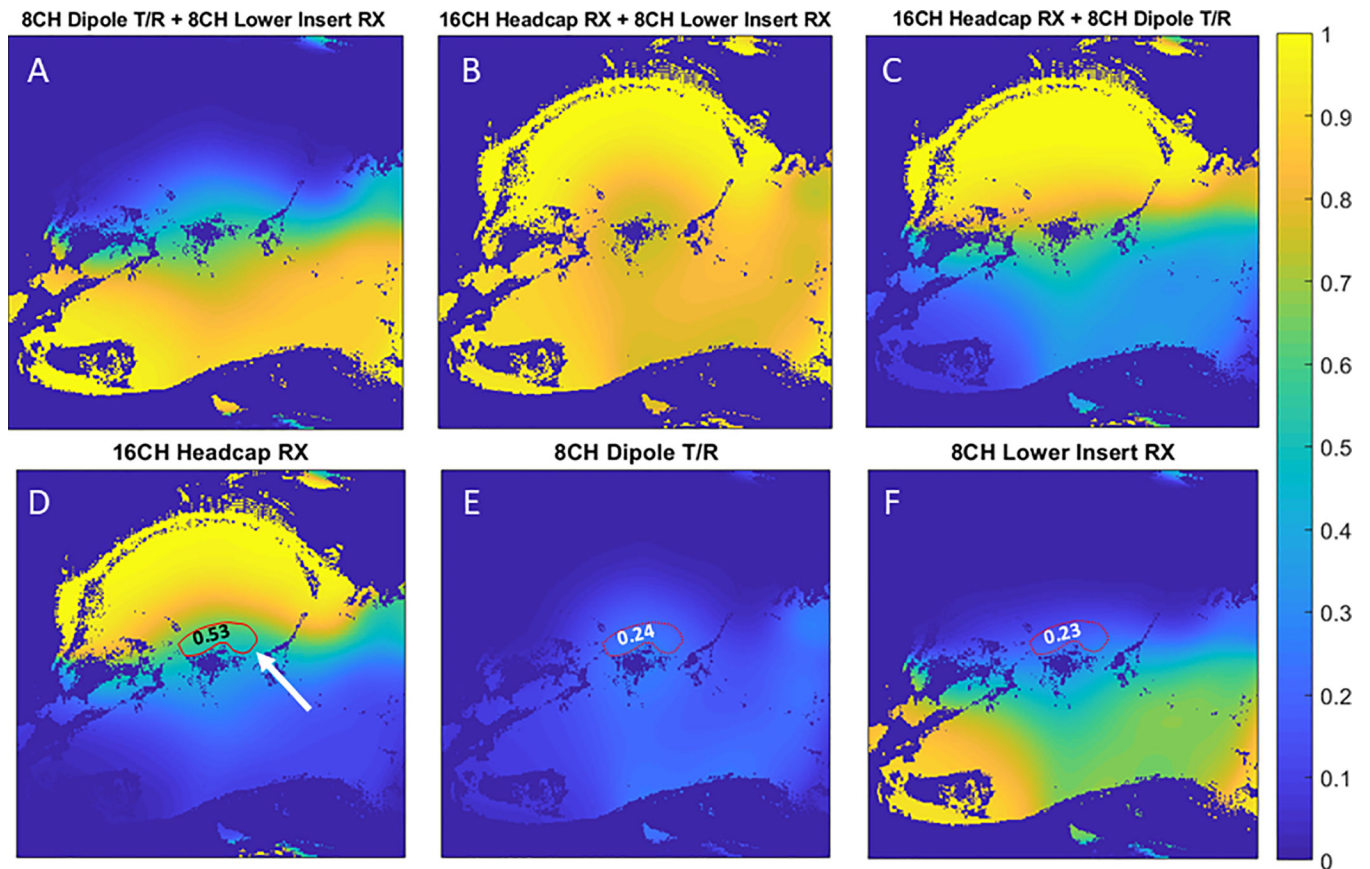 8CH Dipole T/R + 8CH Lower Insert RX
16CH Headcap RX + 8CH Lower Insert RX
16CH Headcap RX + 8CH Dipole T/R
A
B
C
1
0.9
0.8
0.7
0.6
0.5
0.4
0.3
0.2
0.1
0
16CH Headcap RX
8CH Dipole T/R
8CH Lower Insert RX
D
E
F
0.53
0.24
0.23